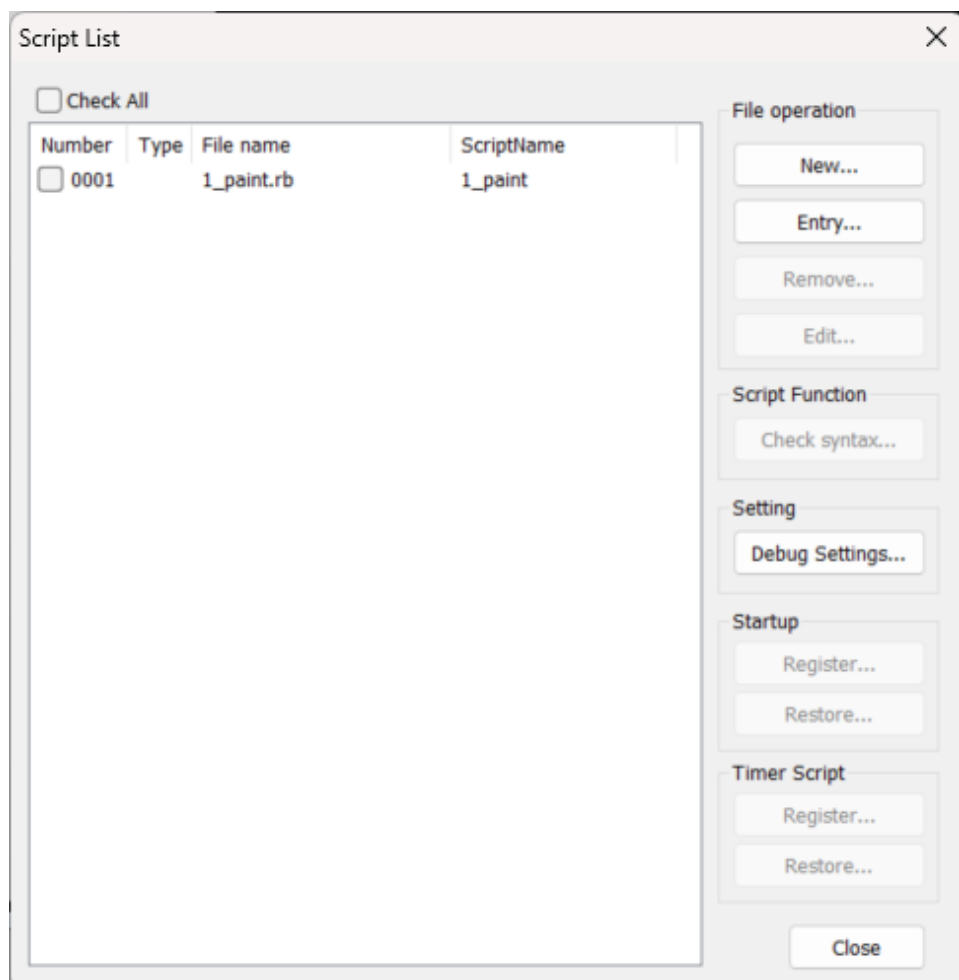 Script List
Check All
Number Type File name ScriptName
0001 1_paint.rb 1_paint
File operation
New...
Entry...
Remove...
Edit...
Script Function
Check syntax...
Setting
Debug Settings...
Startup
Register...
Restore...
Timer Script
Register...
Restore...
Close